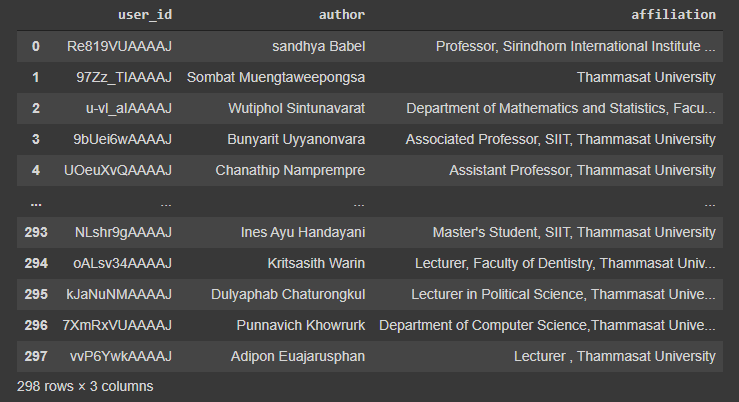 user_id author affiliation
0 Re819VUAAAAJ sandhya Babel Professor, Sirindhorn International Institute ...
1 97Zz_TIAAAAJ Sombat Muengtaweepongsa Thammasat University
2 u-vl_aIAAAAJ Wutiphol Sintunavarat Department of Mathematics and Statistics, Facu...
3 9bUei6wAAAAJ Bunyarit Uyyanonvara Associated Professor, SIIT, Thammasat University
4 UOeuXvQAAAAJ Chanathip Namprempre Assistant Professor, Thammasat University
... ... ... ...
293 NLshr9gAAAAJ Ines Ayu Handayani Master's Student, SIIT, Thammasat University
294 oALsv34AAAAJ Kritsasith Warin Lecturer, Faculty of Dentistry, Thammasat Univ...
295 kJaNuNMAAAAJ Dulyaphab Chaturongkul Lecturer in Political Science, Thammasat Unive...
296 7XmRxVUAAAAJ Punnavich Khowrurk Department of Computer Science,Thammasat Unive...
297 vvP6YwkAAAAJ Adipon Euajarusphan Lecturer , Thammasat University
298 rows × 3 columns